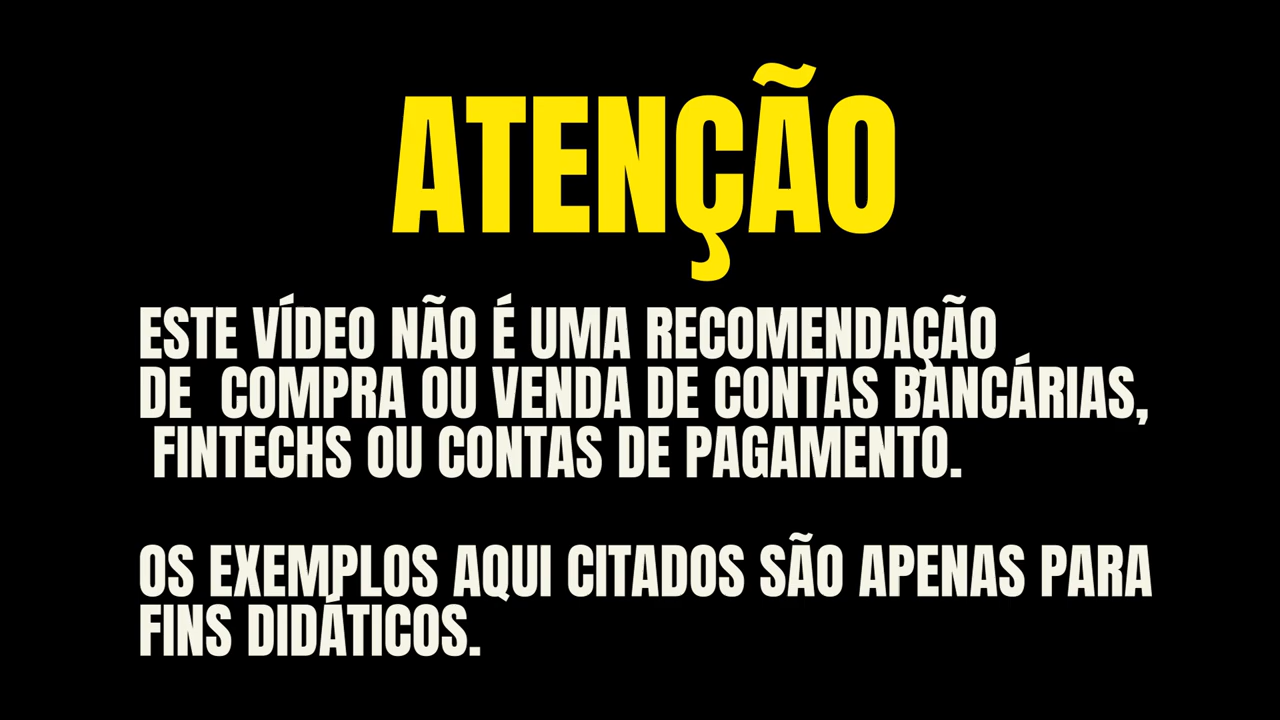 ATENÇÃO
ESTE VÍDEO NÃO É UMA RECOMENDAÇÃO
DE COMPRA OU VENDA DE CONTAS BANCÁRIAS,
FINTECHS OU CONTAS DE PAGAMENTO.
OS EXEMPLOS AQUI CITADOS SÃO APENAS PARA
FINS DIDÁTICOS.